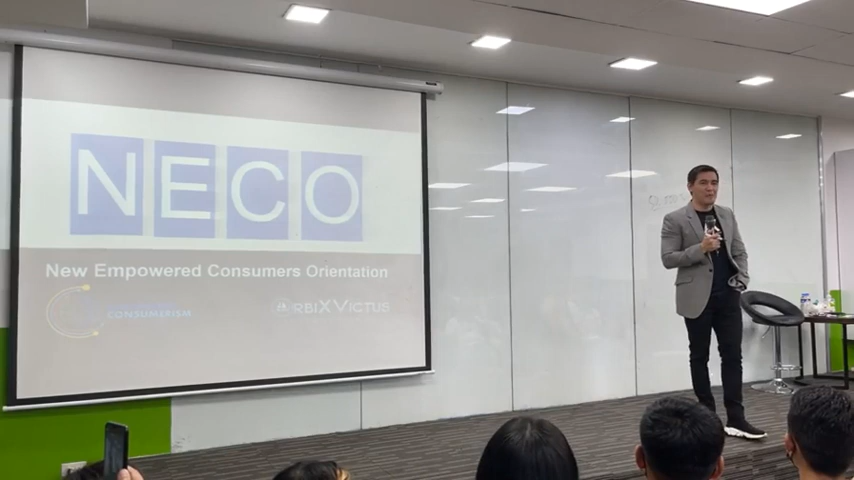 NECO
New Empowered Consumers Orientation
CONSUMERISM
ORBIXVICTUS